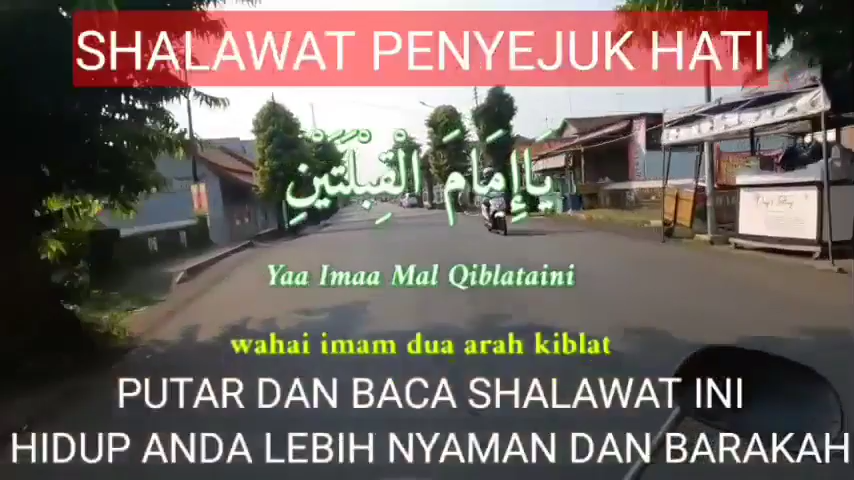 SHALAWAT PENYEJUK HATI
يَاإِمَامَ الْقِبْلَتَيْنِ
Yaa Imaa Mal Qiblataini
wahai imam dua arah kiblat
PUTAR DAN BACA SHALAWAT INI
HIDUP ANDA LEBIH NYAMAN DAN BARAKAH